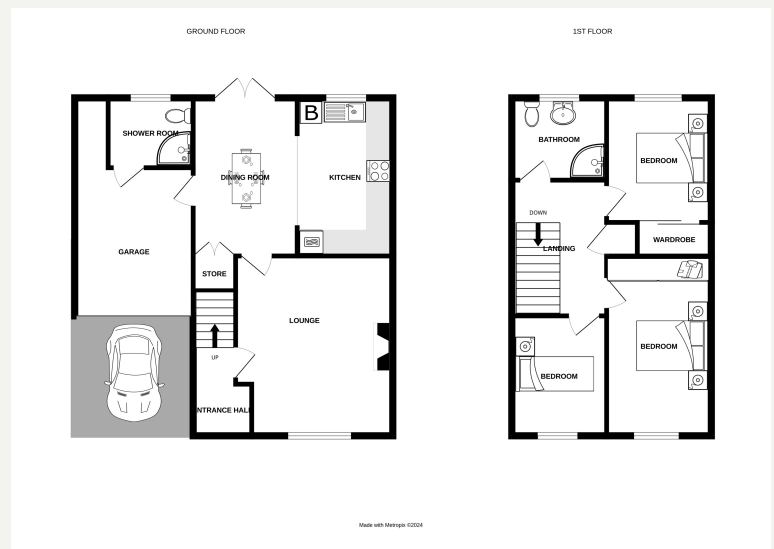 GROUND FLOOR
1ST FLOOR
B
SHOWER ROOM
DINING ROOM
KITCHEN
GARAGE
STORE
LOUNGE
UP
NTRANCE HALL
BATHROOM
BEDROOM
DOWN
LANDING
WARDROBE
BEDROOM
BEDROOM
Made with Metropix ©2024